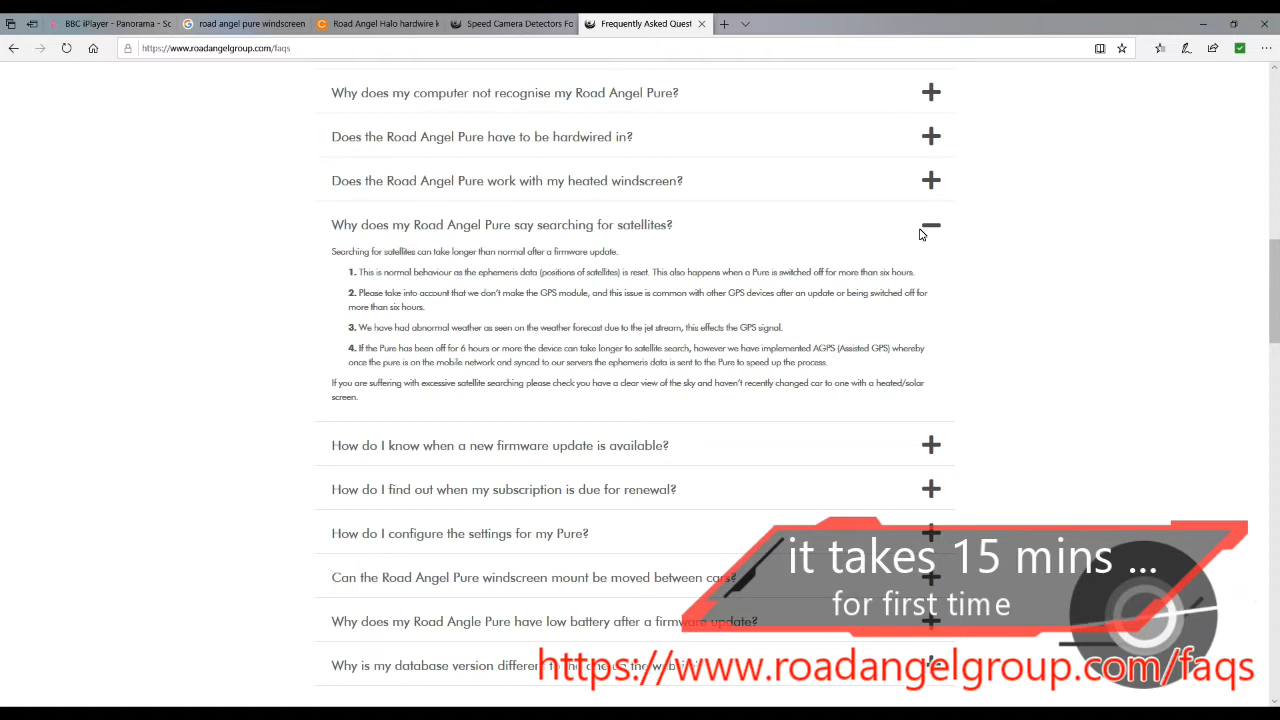 BBC iPlayer - Panorama - Sc
road angel pure windscreen
Road Angel Halo hardwire k
Speed Camera Detectors Fo
Frequently Asked Quest
https://www.roadangelgroup.com/faqs
Why does my computer not recognise my Road Angel Pure?
Does the Road Angel Pure have to be hardwired in?
Does the Road Angel Pure work with my heated windscreen?
Why does my Road Angel Pure say searching for satellites?
Searching for satellites can take longer than normal after a firmware update.
1. This is normal behaviour as the ephemeris data (positions of satellites) is reset. This also happens when a Pure is switched off for more than six hours.
2. Please take into account that we don't make the GPS module, and this issue is common with other GPS devices after an update or being switched off for
more than six hours.
3. We have had abnormal weather as seen on the weather forecast due to the jet stream, this effects the GPS signal.
4. If the Pure has been off for 6 hours or more the device can take longer to satellite search, however we have implemented AGPS (Assisted GPS) whereby
once the pure is on the mobile network and synced to our servers the ephemeris data is sent to the Pure to speed up the process.
If you are suffering with excessive satellite searching please check you have a clear view of the sky and haven't recently changed car to one with a heated/solar
screen.
How do I know when a new firmware update is available?
How do I find out when my subscription is due for renewal?
How do I configure the settings for my Pure?
Can the Road Angel Pure windscreen mount be moved between cars?
Why does my Road Angle Pure have low battery after a firmware update?
Why is my database version different to the one on the website?
it takes 15 mins ...
for first time
https://www.roadangelgroup.com/faqs